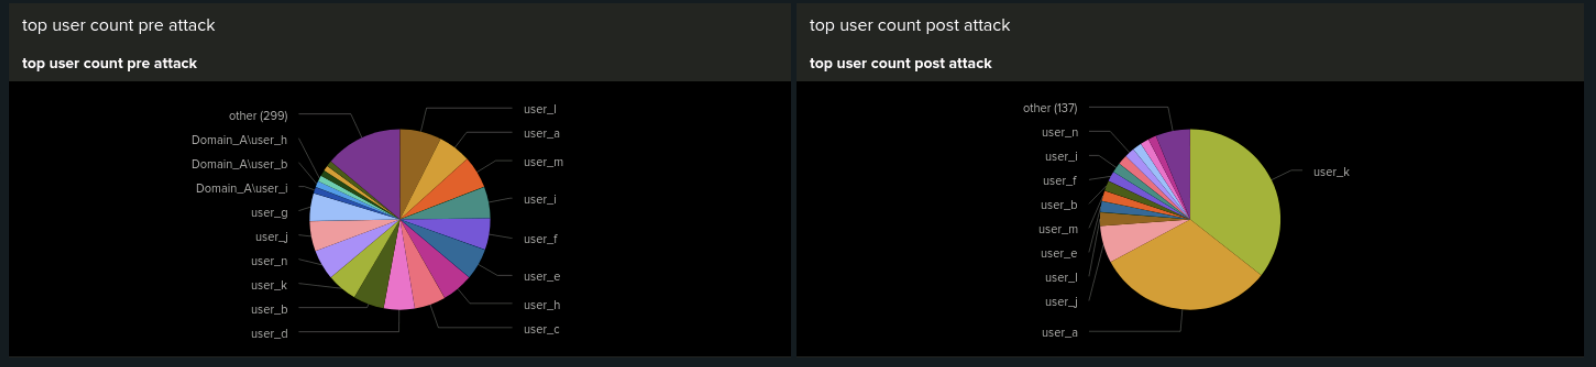 top user count pre attack
top user count pre attack
other (299)
Domain_A\user_h
Domain_A\user_b
Domain_A\user_i
user_g
user_j
user_n
user_k
user_b
user_d
user_l
user_a
user_m
user_i
user_f
user_e
user_h
user_c
top user count post attack
top user count post attack
other (137)
user_n
user_i
user_f
user_b
user_m
user_e
user_l
user_j
user_a
user_k